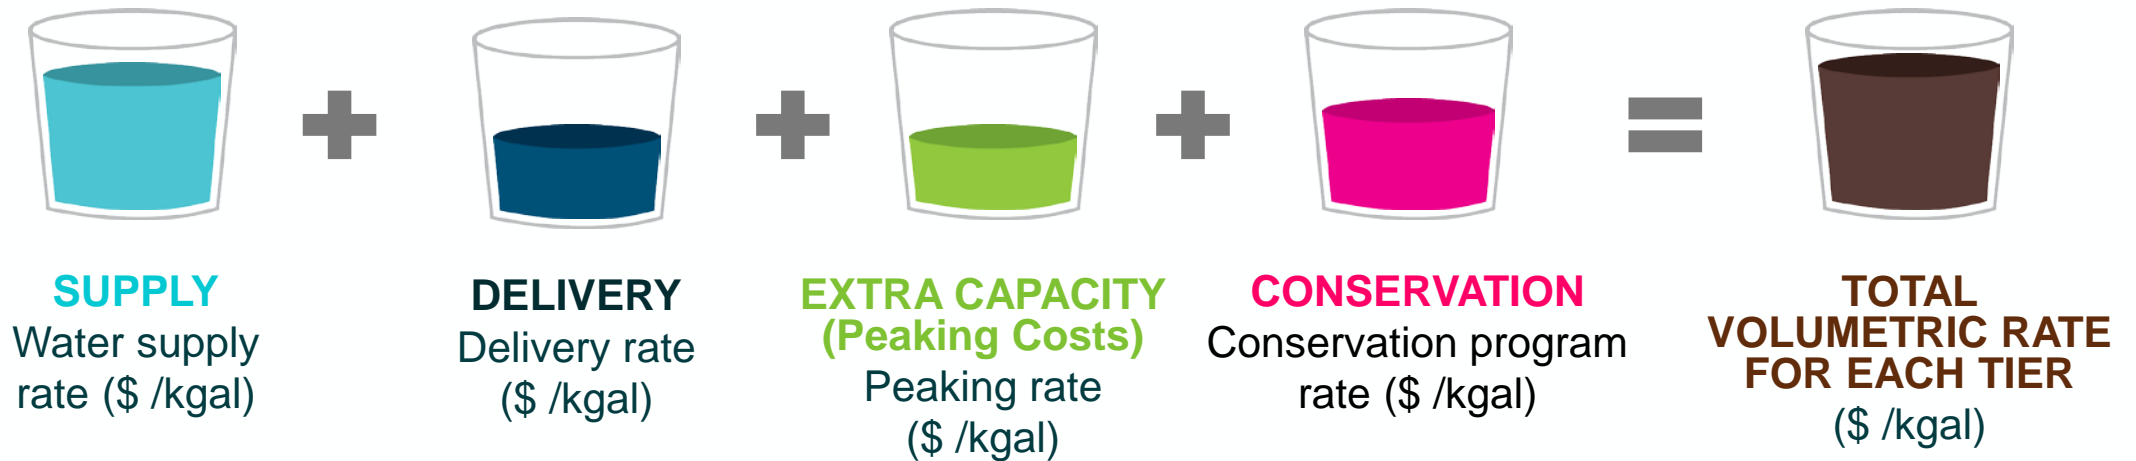 SUPPLY
Water supply
rate ($ /kgal)
DELIVERY
Delivery rate
($ /kgal)
EXTRA CAPACITY
(Peaking Costs)
Peaking rate
($ /kgal)
CONSERVATION
Conservation program
rate ($ /kgal)
TOTAL
VOLUMETRIC RATE
FOR EACH TIER
($ /kgal)